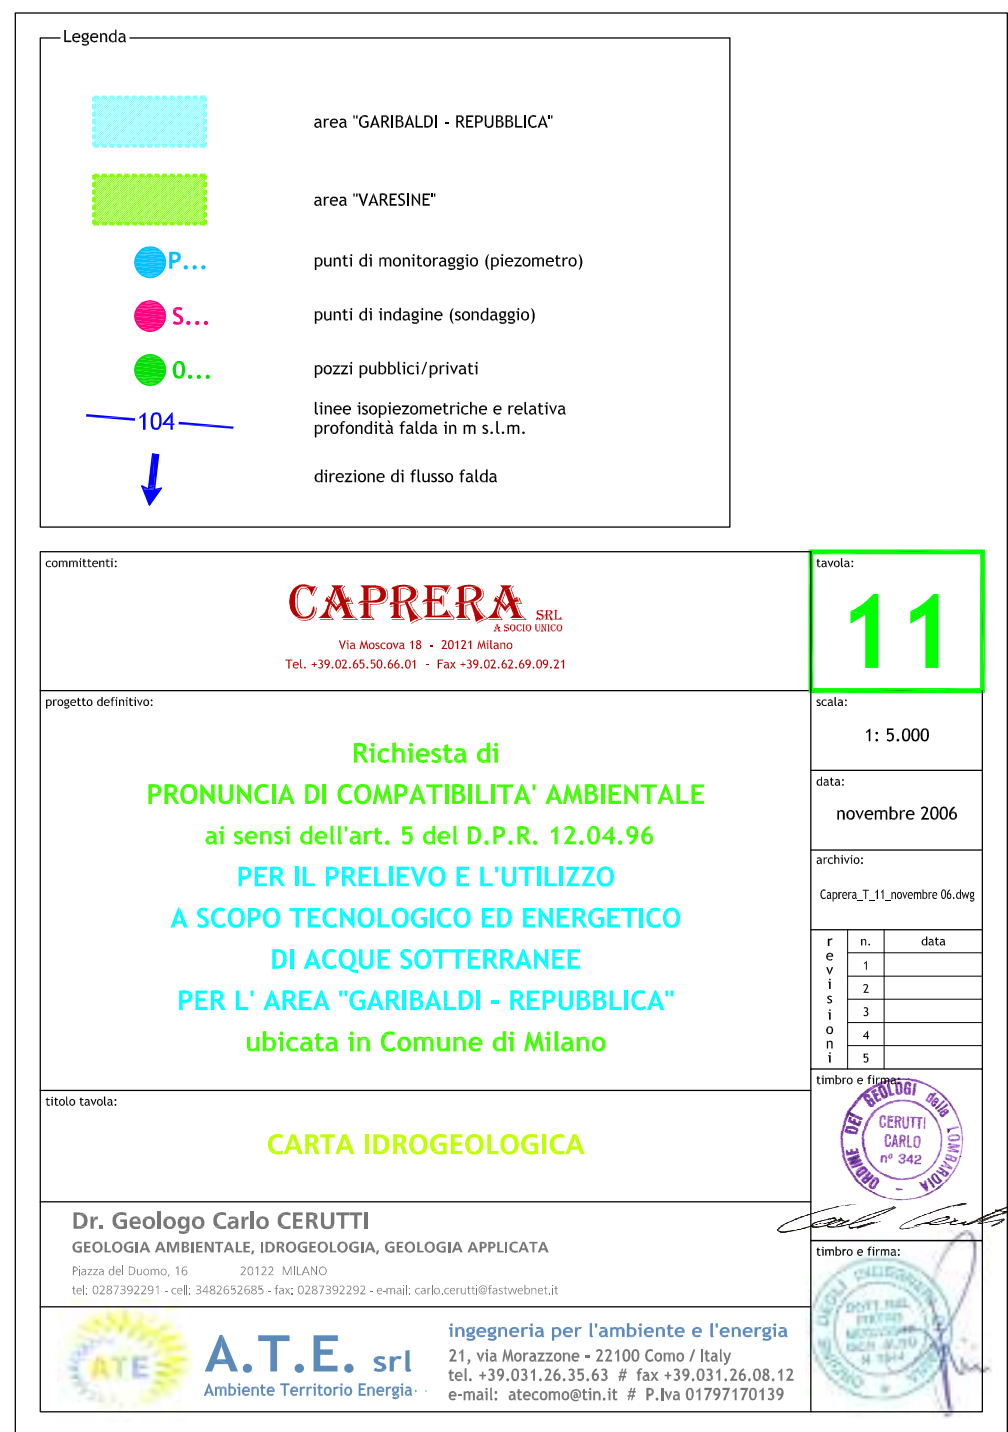 Legenda
area "GARIBALDI - REPUBBLICA"
area "VARESINE"
P...
punti di monitoraggio (piezometro)
S...
punti di indagine (sondaggio)
O...
pozzi pubblici/privati
104
linee isopiezometriche e relativa
profondità falda in m s.l.m.
direzione di flusso falda
committenti:
CAPRERA SRL
A SOCIO UNICO
Via Moscova 18 - 20121 Milano
Tel. +39.02.65.50.66.01 - Fax +39.02.62.69.09.21
tavola:
11
progetto definitivo:
Richiesta di
PRONUNCIA DI COMPATIBILITA' AMBIENTALE
ai sensi dell'art. 5 del D.P.R. 12.04.96
PER IL PRELIEVO E L'UTILIZZO
A SCOPO TECNOLOGICO ED ENERGETICO
DI ACQUE SOTTERRANEE
PER L' AREA "GARIBALDI - REPUBBLICA"
ubicata in Comune di Milano
scala:
1: 5.000
data:
novembre 2006
archivio:
Caprera_T_11_novembre 06.dwg
revisioni
n. data
1
2
3
4
5
titolo tavola:
CARTA IDROGEOLOGICA
timbro e firma:
ORDINE DEI GEOLOGI della LOMBARDIA
CERUTTI
CARLO
n° 342
Carlo Cerutti
Dr. Geologo Carlo CERUTTI
GEOLOGIA AMBIENTALE, IDROGEOLOGIA, GEOLOGIA APPLICATA
Piazza del Duomo, 16 20122 MILANO
tel: 0287392291 - cell: 3482652685 - fax: 0287392292 - e-mail: carlo.cerutti@fastwebnet.it
timbro e firma:
ATE
A.T.E. srl
Ambiente Territorio Energia
ingegneria per l'ambiente e l'energia
21, via Morazzone - 22100 Como / Italy
tel. +39.031.26.35.63 # fax +39.031.26.08.12
e-mail: atecomo@tin.it # P.Iva 01797170139